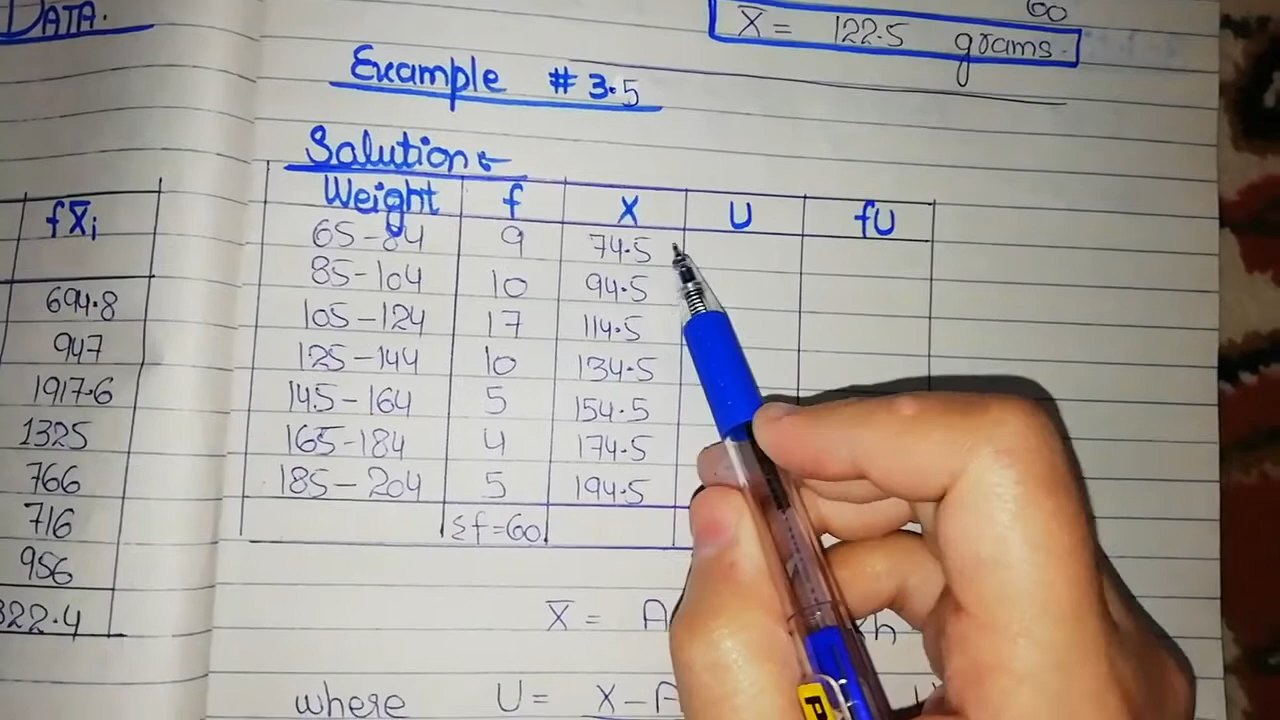 DATA.
60
X̄ = 122.5 grams.
Example # 3.5
Salution:-
Weight f X U fU
65-84 9 74.5
85-104 10 94.5
105-124 17 114.5
125-144 10 134.5
145-164 5 154.5
165-184 4 174.5
185-204 5 194.5
Σf=60
X̄ = A
where U = X-A
fX̄i
694.8
947
1917.6
1325
766
716
956
322.4
P